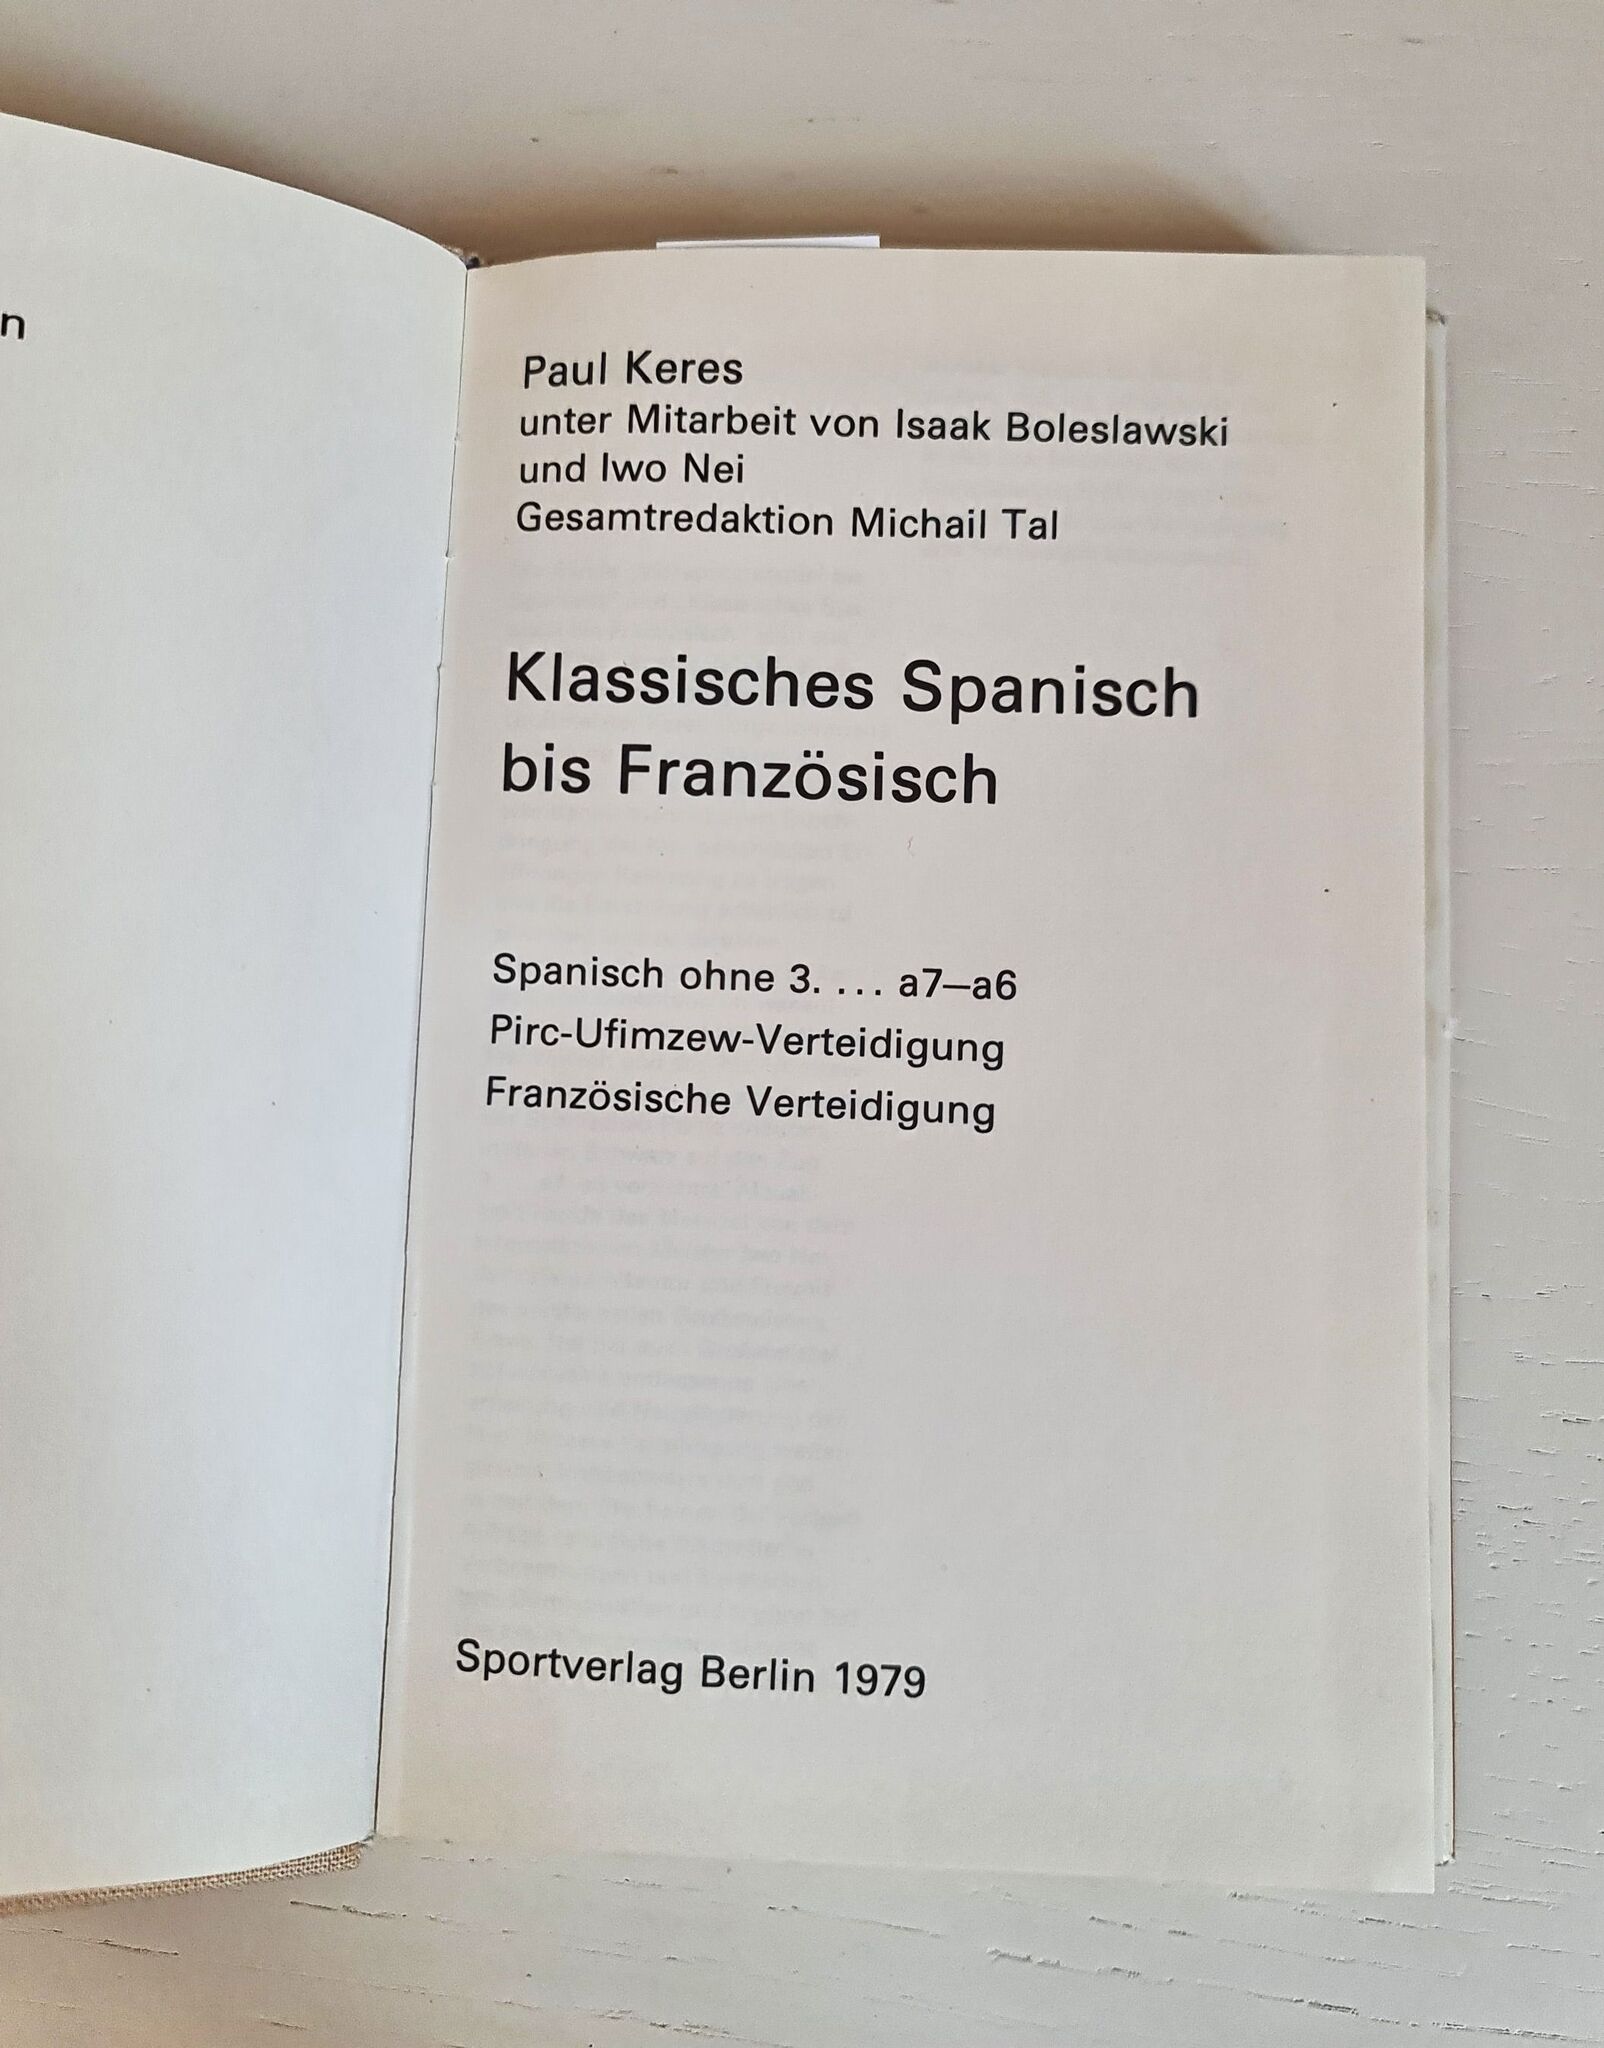 n
Paul Keres
unter Mitarbeit von Isaak Boleslawski
und Iwo Nei
Gesamtredaktion Michail Tal
Klassisches Spanisch
bis Französisch
Spanisch ohne 3. ... a7—a6
Pirc-Ufimzew-Verteidigung
Französische Verteidigung
Sportverlag Berlin 1979